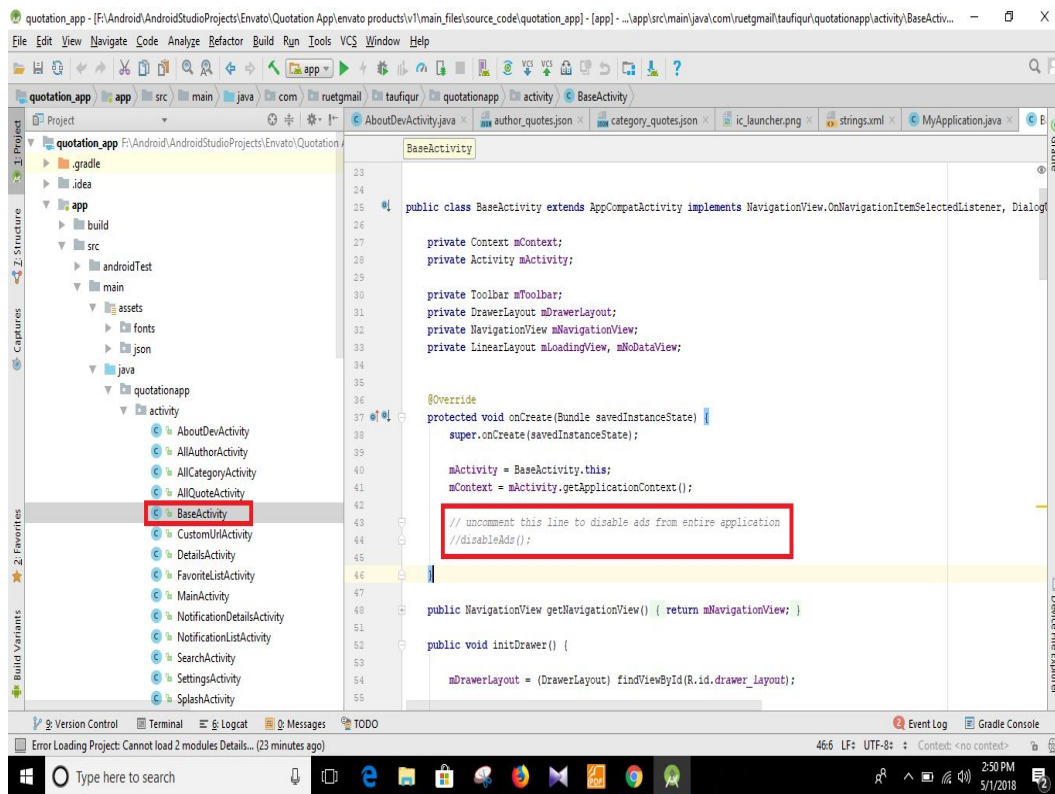 quotation_app - [F:\Android\AndroidStudioProjects\Envato\Quotation App\envato products\v1\main_files\source_code\quotation_app] - [app] - ...\app\src\main\java\com\ruetgmail\taufiqur\quotationapp\activity\BaseActiv...
File Edit View Navigate Code Analyze Refactor Build Run Tools VCS Window Help
app
quotation_app app src main java com ruetgmail taufiqur quotationapp activity BaseActivity
Project
AboutDevActivity.java author_quotes.json category_quotes.json ic_launcher.png strings.xml MyApplication.java B
1: Project
Z: Structure
Captures
2: Favorites
Build Variants
quotation_app F:\Android\AndroidStudioProjects\Envato\Quotation
.gradle
.idea
app
build
src
androidTest
main
assets
fonts
json
java
quotationapp
activity
AboutDevActivity
AllAuthorActivity
AllCategoryActivity
AllQuoteActivity
BaseActivity
CustomUrlActivity
DetailsActivity
FavoriteListActivity
MainActivity
NotificationDetailsActivity
NotificationListActivity
SearchActivity
SettingsActivity
SplashActivity
BaseActivity
23
24
25 public class BaseActivity extends AppCompatActivity implements NavigationView.OnNavigationItemSelectedListener, Dialog
26
27 private Context mContext;
28 private Activity mActivity;
29
30 private Toolbar mToolbar;
31 private DrawerLayout mDrawerLayout;
32 private NavigationView mNavigationView;
33 private LinearLayout mLoadingView, mNoDataView;
34
35
36 @Override
37 protected void onCreate(Bundle savedInstanceState) {
38 super.onCreate(savedInstanceState);
39
40 mActivity = BaseActivity.this;
41 mContext = mActivity.getApplicationContext();
42
43 // uncomment this line to disable ads from entire application
44 //disableAds();
45
46 }
47
48 public NavigationView getNavigationView() { return mNavigationView; }
51
52 public void initDrawer() {
53
54 mDrawerLayout = (DrawerLayout) findViewById(R.id.drawer_layout);
55
Gradle
Device File Explorer
9: Version Control Terminal 6: Logcat 0: Messages TODO
2 Event Log Gradle Console
Error Loading Project: Cannot load 2 modules Details... (23 minutes ago)
46:6 LF÷ UTF-8÷ Context: <no context>
Type here to search
2:50 PM
5/1/2018
2